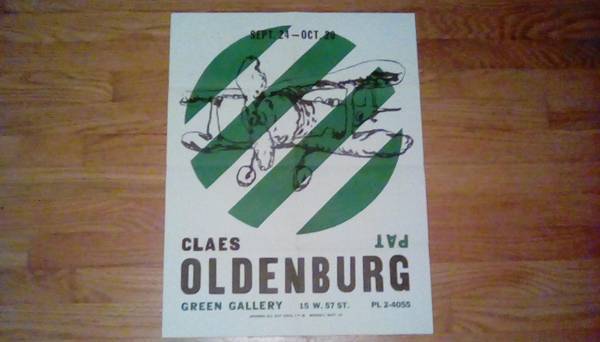 SEPT. 24—OCT. 20
CLAES PAT
OLDENBURG
GREEN GALLERY 15 W. 57 ST. PL 2-4055